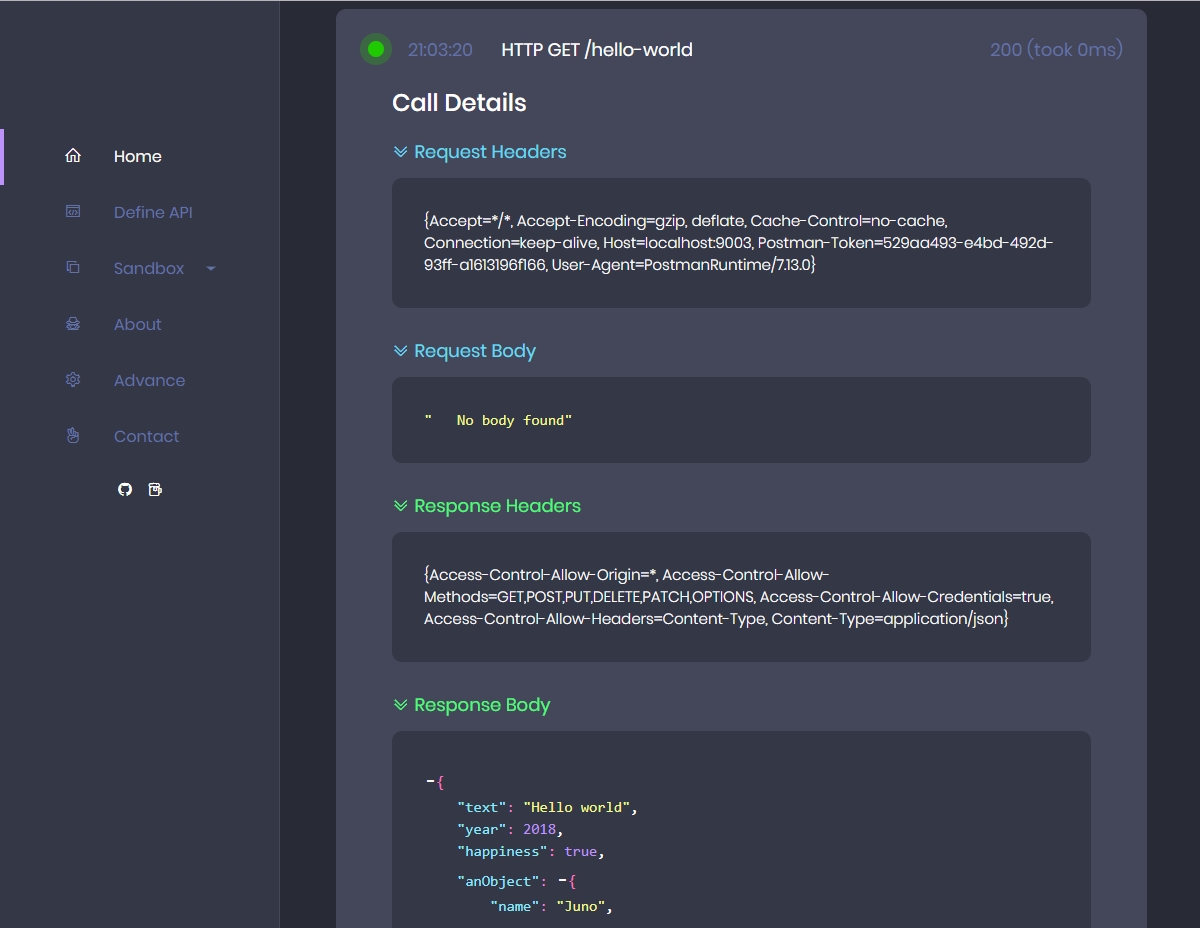 Home
Define API
Sandbox
About
Advance
Contact
21:03:20 HTTP GET /hello-world 200 (took 0ms)
Call Details
Request Headers
{Accept=*/*, Accept-Encoding=gzip, deflate, Cache-Control=no-cache,
Connection=keep-alive, Host=localhost:9003, Postman-Token=529aa493-e4bd-492d-
93ff-a1613196f166, User-Agent=PostmanRuntime/7.13.0}
Request Body
"   No body found"
Response Headers
{Access-Control-Allow-Origin=*, Access-Control-Allow-
Methods=GET,POST,PUT,DELETE,PATCH,OPTIONS, Access-Control-Allow-Credentials=true,
Access-Control-Allow-Headers=Content-Type, Content-Type=application/json}
Response Body
-{
"text": "Hello world",
"year": 2018,
"happiness": true,
"anObject": -{
"name": "Juno",